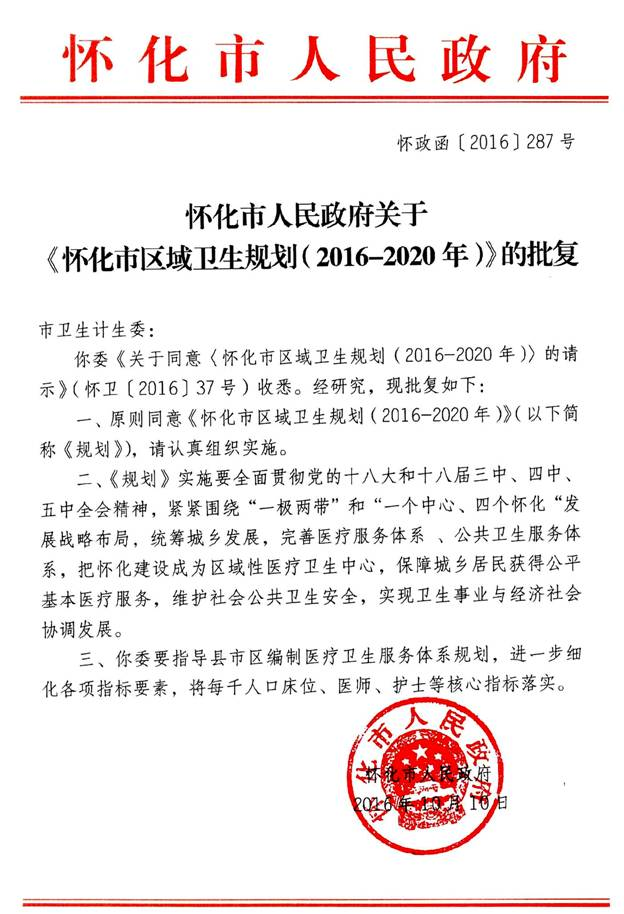 怀化市人民政府
怀政函〔2016〕287号
怀化市人民政府关于
《怀化市区域卫生规划（2016-2020年）》的批复
市卫生计生委：
你委《关于同意〈怀化市区域卫生规划（2016-2020年）〉的请
示》（怀卫〔2016〕37号）收悉。经研究，现批复如下：
一、原则同意《怀化市区域卫生规划（2016-2020年）》（以下简
称《规划》），请认真组织实施。
二、《规划》实施要全面贯彻党的十八大和十八届三中、四中、
五中全会精神，紧紧围绕“一极两带”和“一个中心、四个怀化“发
展战略布局，统筹城乡发展，完善医疗服务体系 、公共卫生服务体
系，把怀化建设成为区域性医疗卫生中心，保障城乡居民获得公平
基本医疗服务，维护社会公共卫生安全，实现卫生事业与经济社会
协调发展。
三、你委要指导县市区编制医疗卫生服务体系规划，进一步细
化各项指标要素，将每千人口床位、医师、护士等核心指标落实。
怀化市人民政府
怀化市人民政府
2016年10月10日